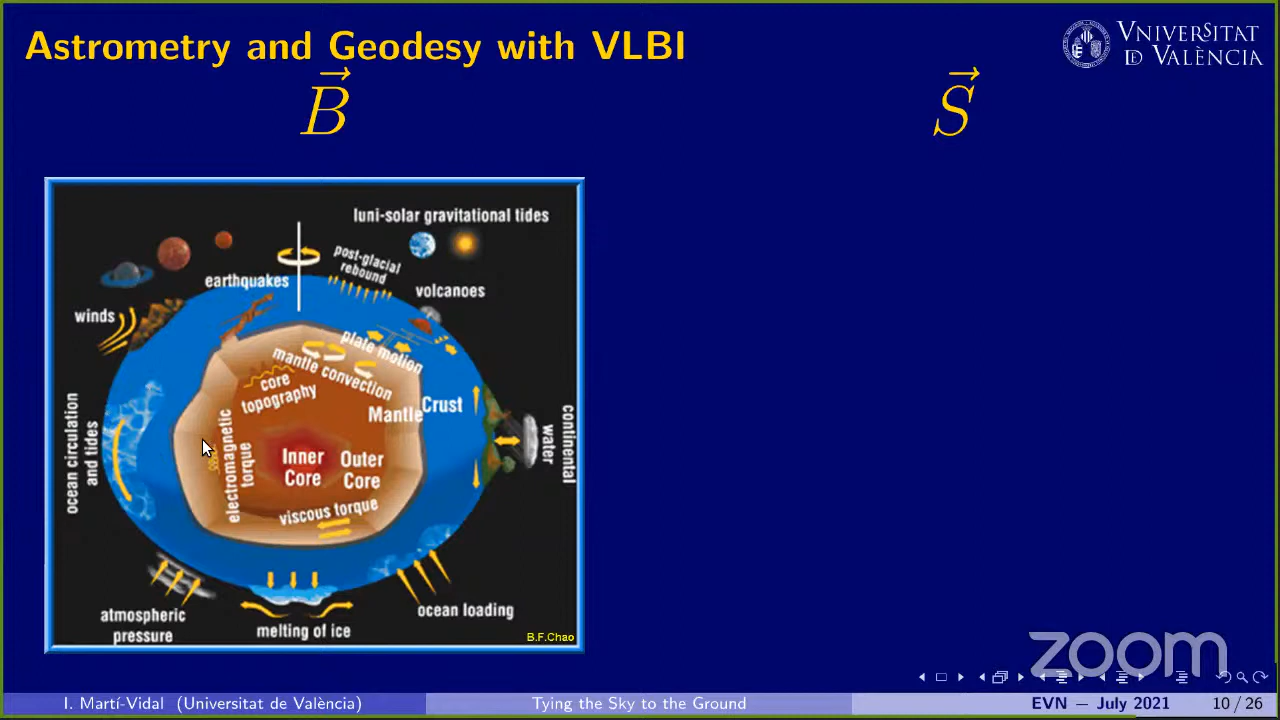 Astrometry and Geodesy with VLBI
VNIVERSITAT
DE VALÈNCIA
B
S
luni-solar gravitational tides
post-glacial
rebound
earthquakes
volcanoes
winds
plate motion
mantle convection
core
topography
Mantle
Crust
ocean circulation
and tides
electromagnetic
torque
continental
water
Inner
Core
Outer
Core
viscous torque
atmospheric
pressure
melting of ice
ocean loading
B.F.Chao
zoom
I. Martí-Vidal (Universitat de València)
Tying the Sky to the Ground
EVN — July 2021
10 / 26